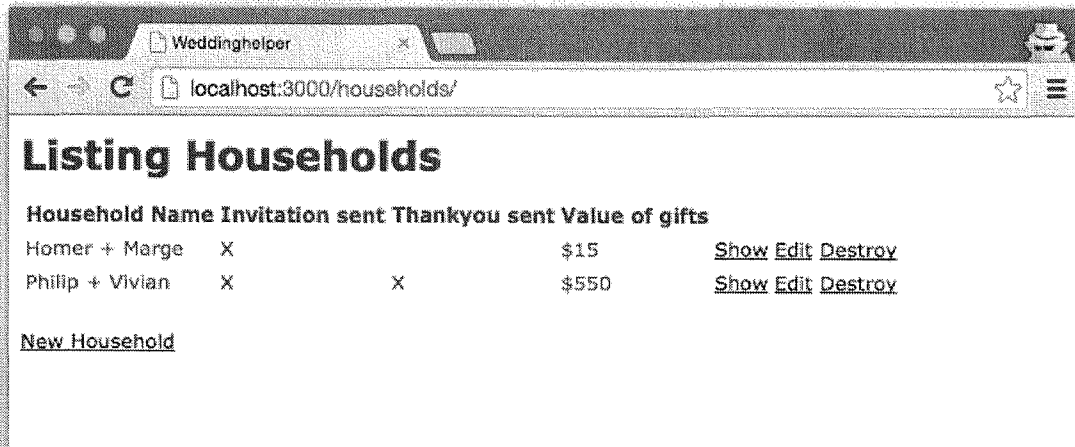 Weddinghelper
localhost:3000/households/
Listing Households
Household Name Invitation sent Thankyou sent Value of gifts
Homer + Marge X $15 Show Edit Destroy
Philip + Vivian X X $550 Show Edit Destroy
New Household